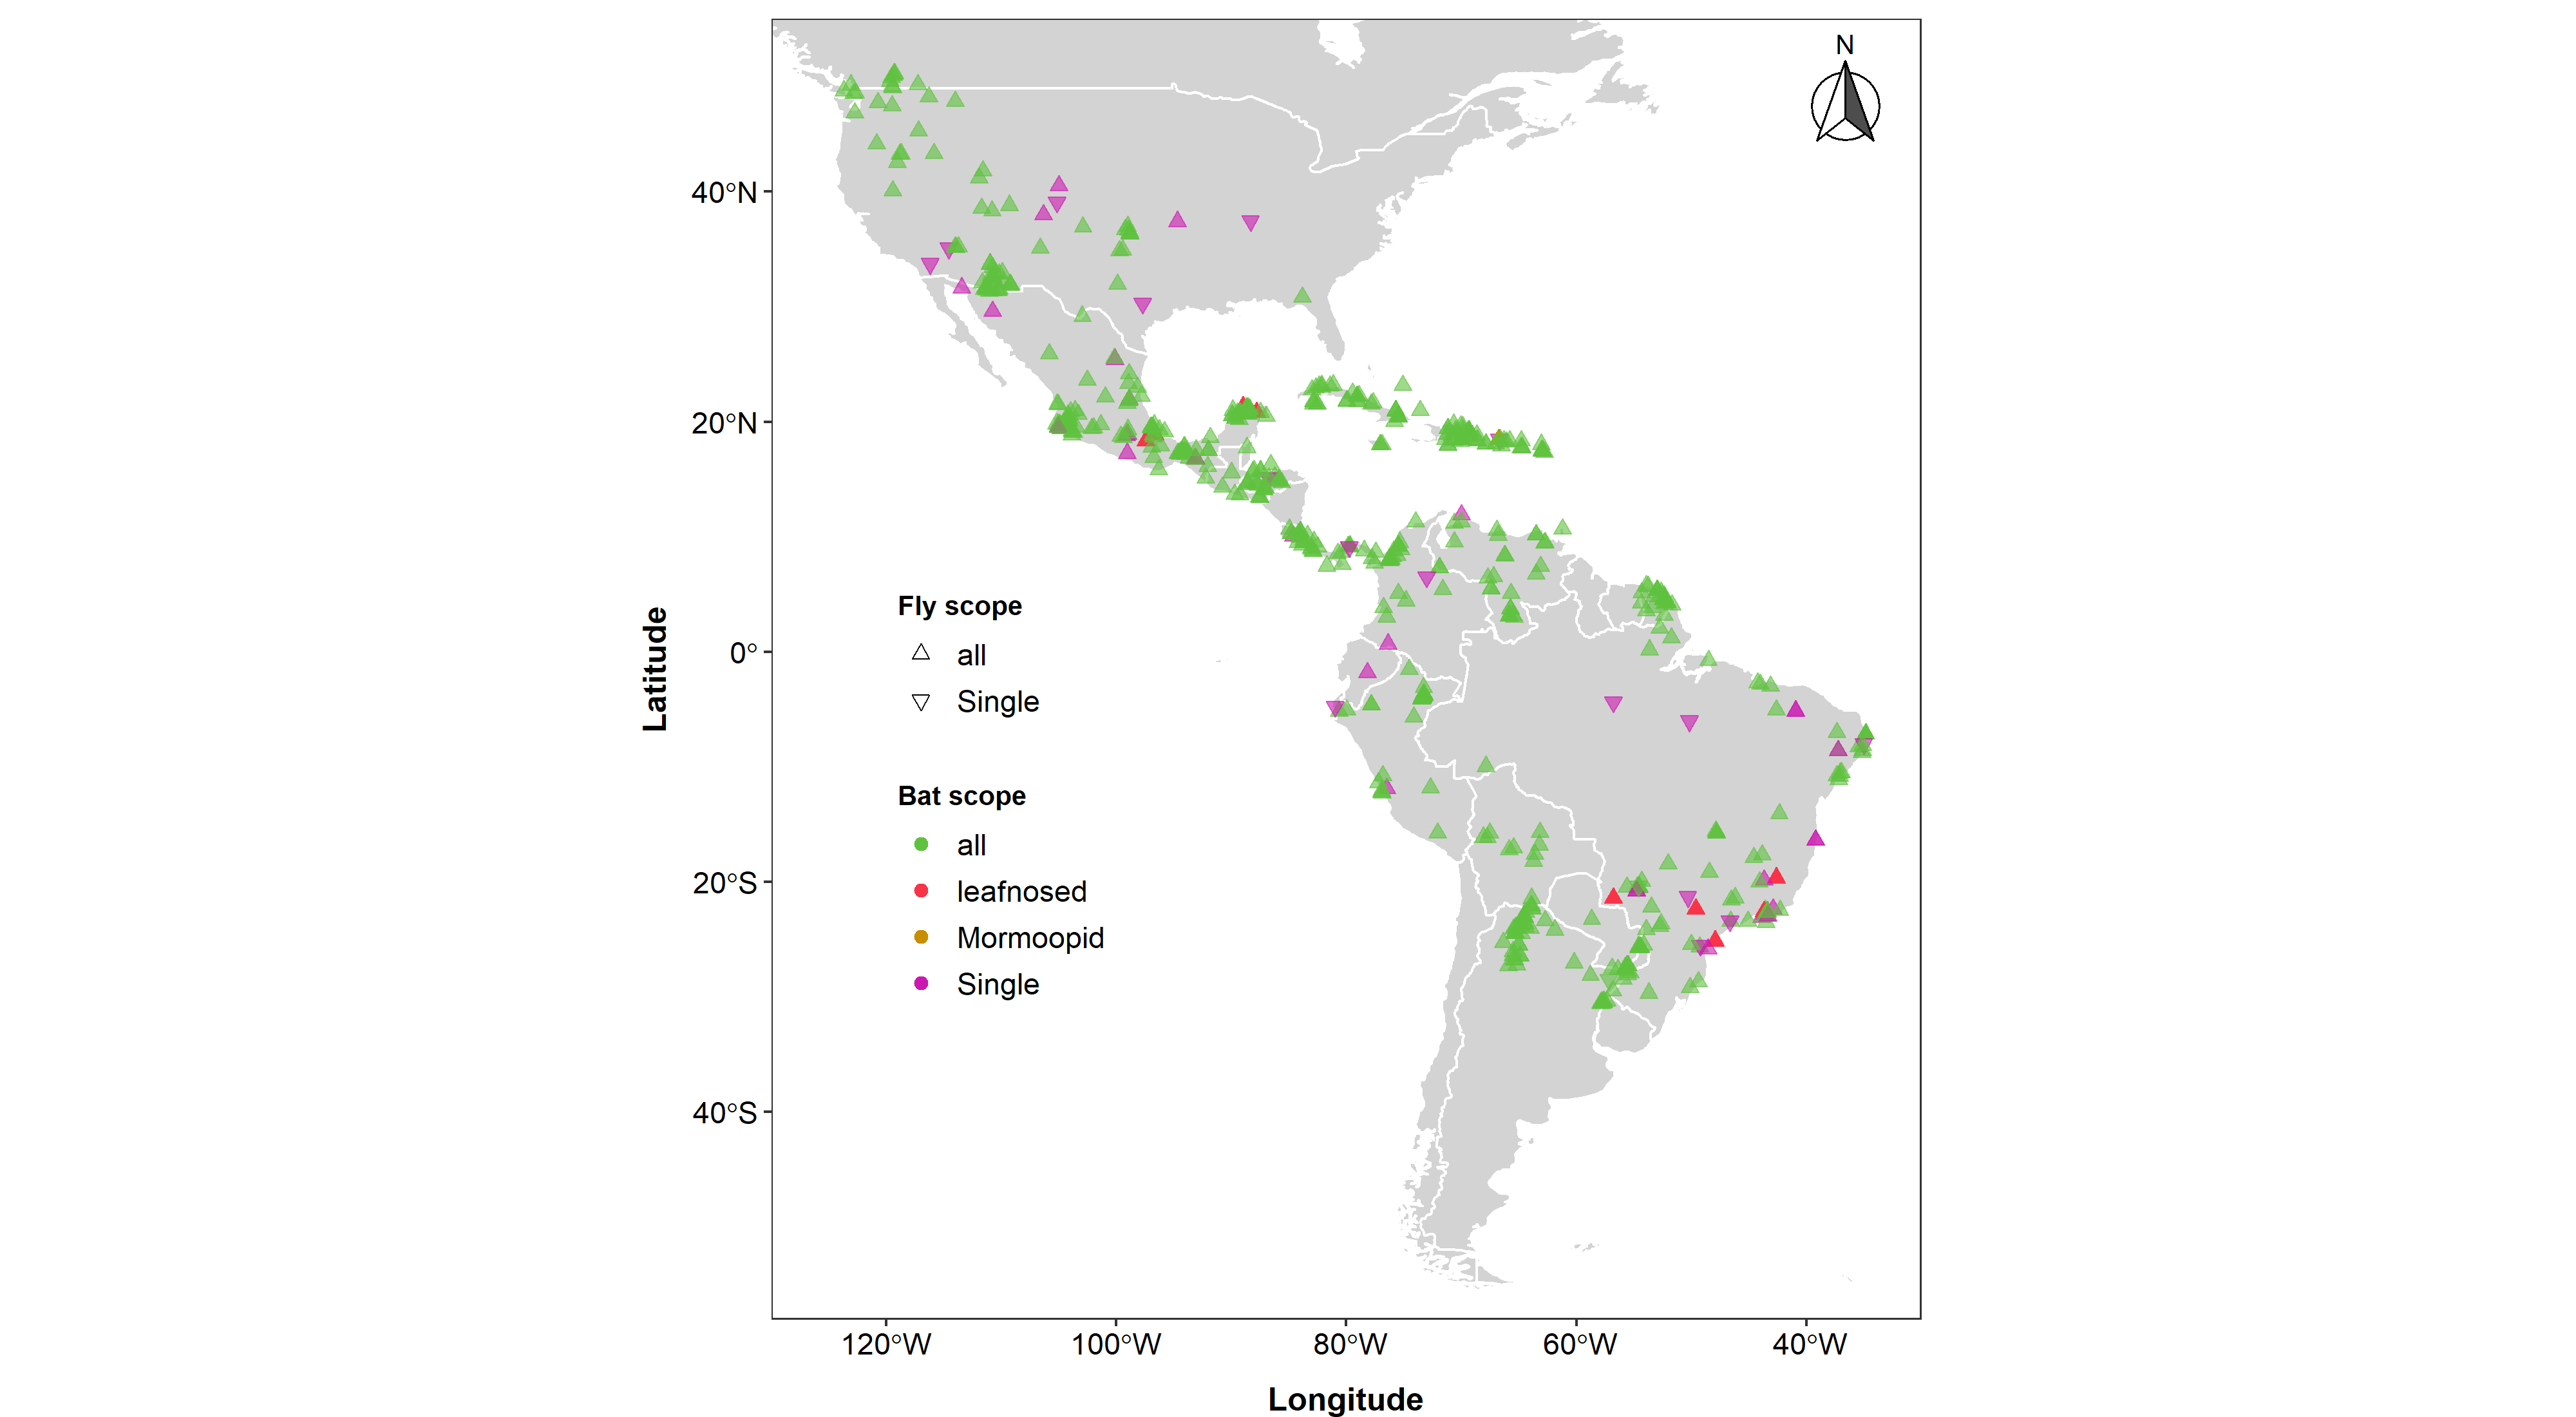 N
40°N
20°N
0°
20°S
40°S
Latitude
Fly scope
all
Single
Bat scope
all
leafnosed
Mormoopid
Single
120°W 100°W 80°W 60°W 40°W
Longitude